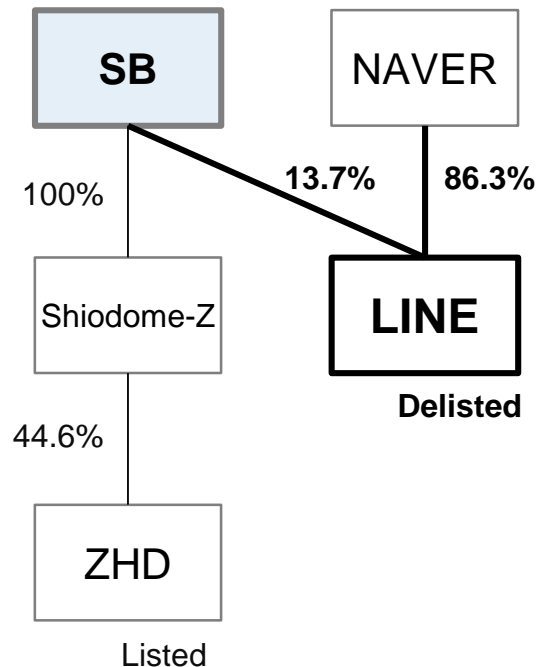 SB
NAVER
100%
13.7%
86.3%
Shiodome-Z
LINE
Delisted
44.6%
ZHD
Listed